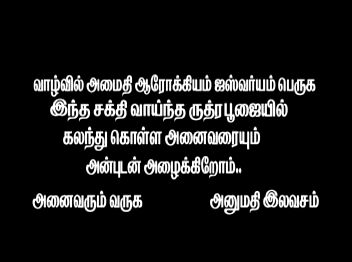 வாழ்வில் அமைதி ஆரோக்கியம் ஐஸ்வர்யம் பெருக
இந்த சக்தி வாய்ந்த ருத்ரபூஜையில்
கலந்து கொள்ள அனைவரையும்
அன்புடன் அழைக்கிறோம்..
அனைவரும் வருக அனுமதி இலவசம்